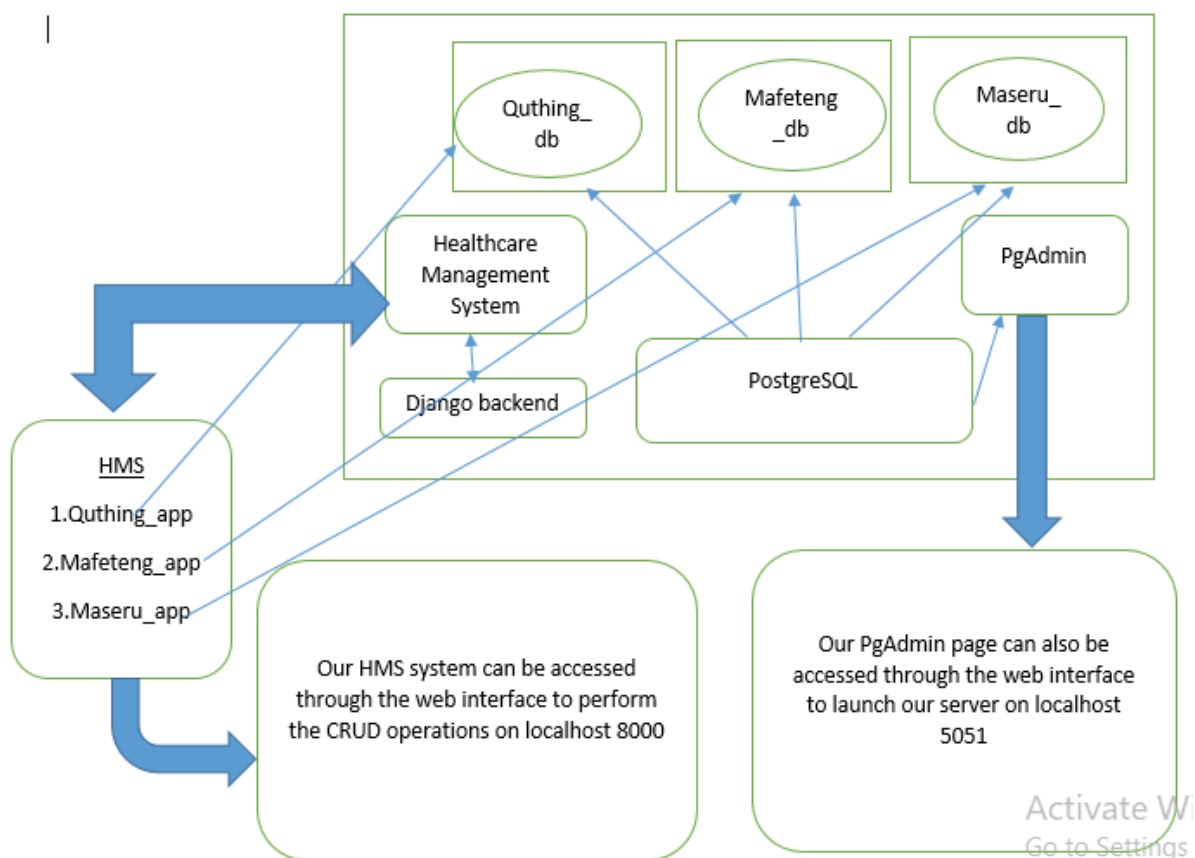 Quthing_
db
Mafeteng
_db
Maseru_
db
Healthcare
Management
System
PgAdmin
Django backend
PostgreSQL
HMS
1.Quthing_app
2.Mafeteng_app
3.Maseru_app
Our HMS system can be accessed
through the web interface to perform
the CRUD operations on localhost 8000
Our PgAdmin page can also be
accessed through the web interface
to launch our server on localhost
5051
Activate Wi
Go to Settings